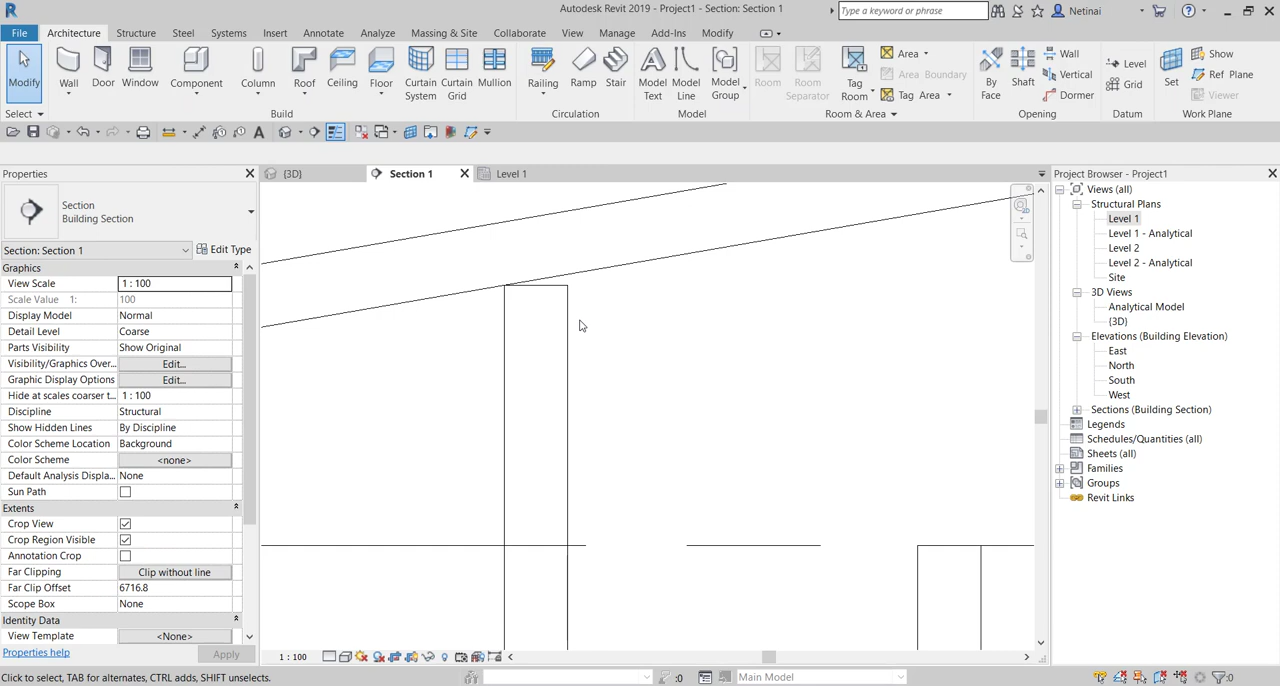 Autodesk Revit 2019 - Project1 - Section: Section 1
Type a keyword or phrase
Netinai
File Architecture Structure Steel Systems Insert Annotate Analyze Massing & Site Collaborate View Manage Add-Ins Modify
Modify Wall Door Window Component Column Roof Ceiling Curtain System Floor Curtain Grid Mullion Railing Ramp Stair Model Text Model Line Model Group Room Room Separator Tag Room Area Area Boundary Tag Area By Face Shaft Wall Vertical Dormer Level Grid Set Show Ref Plane Viewer
Select Build Circulation Model Room & Area Opening Datum Work Plane
Properties
{3D} Section 1 Level 1
Project Browser - Project1
Section
Building Section
Section: Section 1 Edit Type
Graphics
View Scale 1 : 100
Scale Value 1: 100
Display Model Normal
Detail Level Coarse
Parts Visibility Show Original
Visibility/Graphics Over... Edit...
Graphic Display Options Edit...
Hide at scales coarser t... 1 : 100
Discipline Structural
Show Hidden Lines By Discipline
Color Scheme Location Background
Color Scheme <none>
Default Analysis Displa... None
Sun Path
Extents
Crop View
Crop Region Visible
Annotation Crop
Far Clipping Clip without line
Far Clip Offset 6716.8
Scope Box None
Identity Data
View Template <None>
Properties help Apply
Views (all)
Structural Plans
Level 1
Level 1 - Analytical
Level 2
Level 2 - Analytical
Site
3D Views
Analytical Model
{3D}
Elevations (Building Elevation)
East
North
South
West
Sections (Building Section)
Legends
Schedules/Quantities (all)
Sheets (all)
Families
Groups
Revit Links
1 : 100
Click to select, TAB for alternates, CTRL adds, SHIFT unselects.
:0 Main Model :0